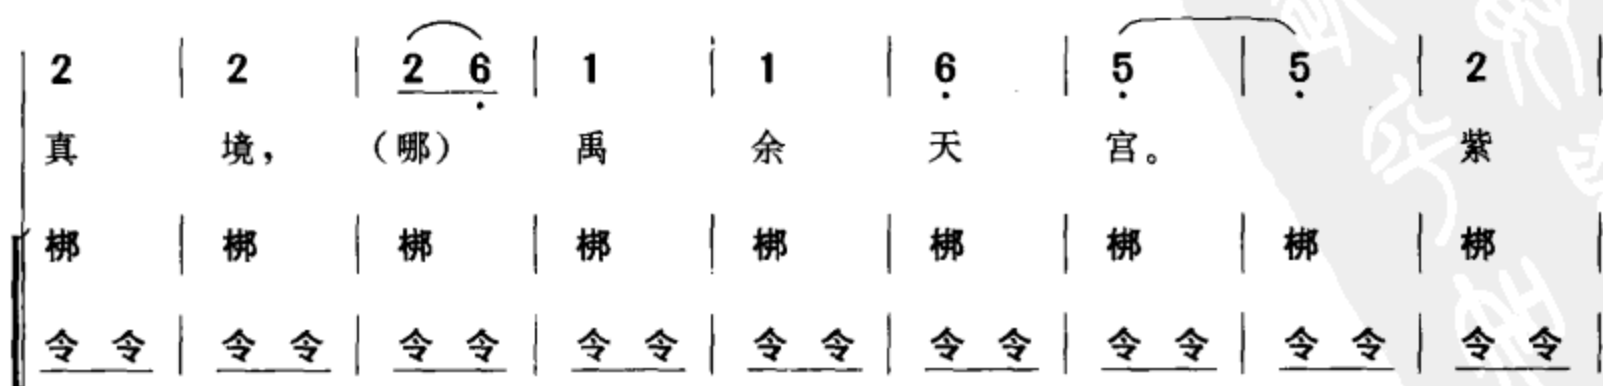 2 | 2 | 2 6̣ | 1 | 1 | 6̣ | 5̣ | 5̣ | 2 |
真 境， （哪） 禹 余 天 宫。 紫
梆 | 梆 | 梆 | 梆 | 梆 | 梆 | 梆 | 梆 | 梆 |
令 令 | 令 令 | 令 令 | 令 令 | 令 令 | 令 令 | 令 令 | 令 令 | 令 令 |